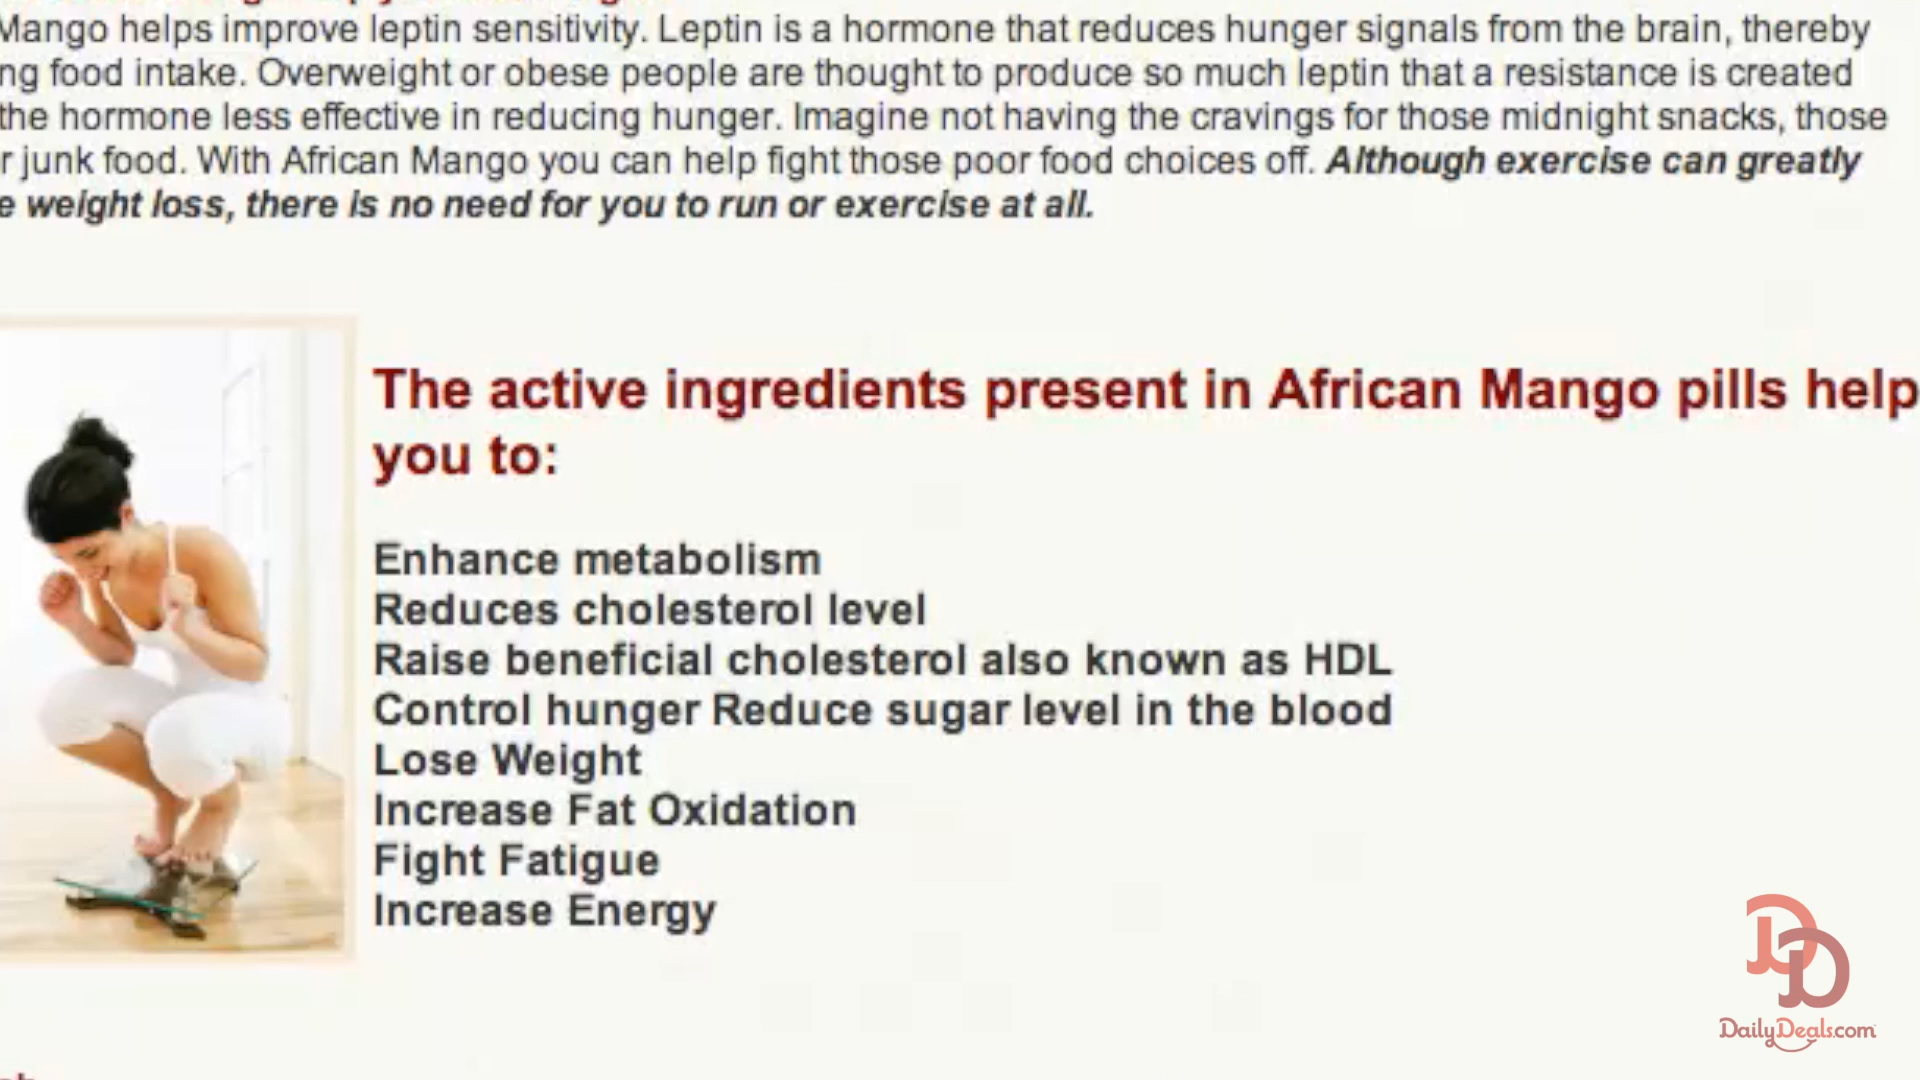 Mango helps improve leptin sensitivity. Leptin is a hormone that reduces hunger signals from the brain, thereby
ng food intake. Overweight or obese people are thought to produce so much leptin that a resistance is created
the hormone less effective in reducing hunger. Imagine not having the cravings for those midnight snacks, those
r junk food. With African Mango you can help fight those poor food choices off. Although exercise can greatly
e weight loss, there is no need for you to run or exercise at all.
The active ingredients present in African Mango pills help
you to:
Enhance metabolism
Reduces cholesterol level
Raise beneficial cholesterol also known as HDL
Control hunger Reduce sugar level in the blood
Lose Weight
Increase Fat Oxidation
Fight Fatigue
Increase Energy
DD
DailyDeals.com